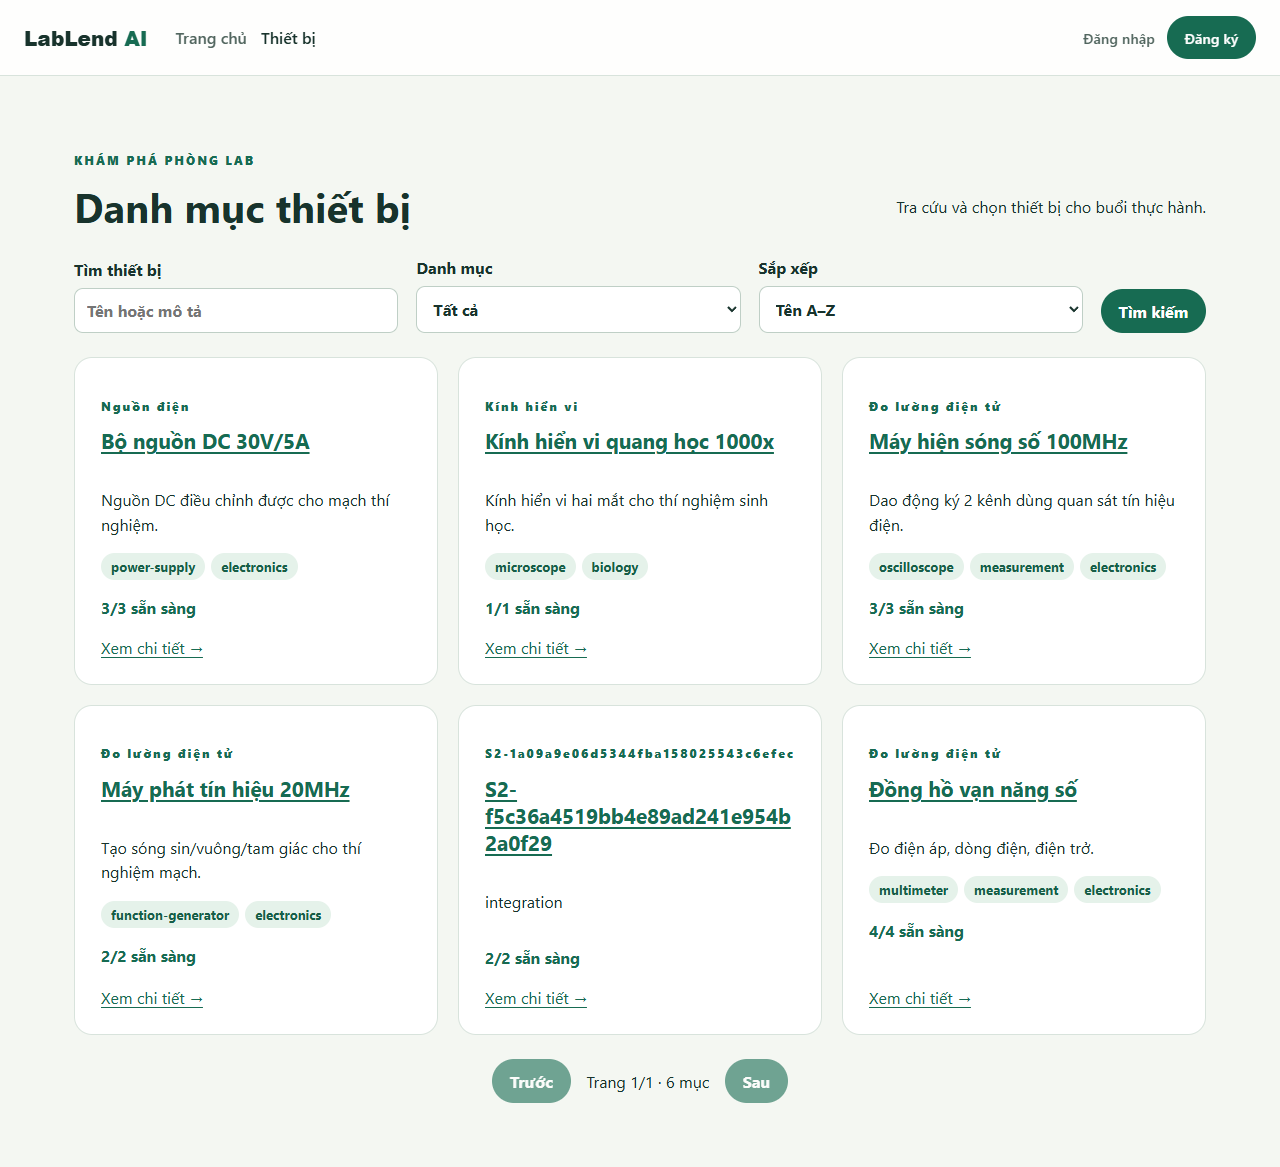 LabLend AI
Trang chủ
Thiết bị
Đăng nhập
Đăng ký
KHÁM PHÁ PHÒNG LAB
Danh mục thiết bị
Tra cứu và chọn thiết bị cho buổi thực hành.
Tìm thiết bị
Danh mục
Sắp xếp
Tên hoặc mô tả
Tất cả
Tên A–Z
Tìm kiếm
Nguồn điện
Bộ nguồn DC 30V/5A
Nguồn DC điều chỉnh được cho mạch thí
nghiệm.
power-supply
electronics
3/3 sẵn sàng
Xem chi tiết →
Kính hiển vi
Kính hiển vi quang học 1000x
Kính hiển vi hai mắt cho thí nghiệm sinh
học.
microscope
biology
1/1 sẵn sàng
Xem chi tiết →
Đo lường điện tử
Máy hiện sóng số 100MHz
Dao động ký 2 kênh dùng quan sát tín hiệu
điện.
oscilloscope
measurement
electronics
3/3 sẵn sàng
Xem chi tiết →
Đo lường điện tử
Máy phát tín hiệu 20MHz
Tạo sóng sin/vuông/tam giác cho thí
nghiệm mạch.
function-generator
electronics
2/2 sẵn sàng
Xem chi tiết →
S2-1a09a9e06d5344fba158025543c6efec
S2-
f5c36a4519bb4e89ad241e954b
2a0f29
integration
2/2 sẵn sàng
Xem chi tiết →
Đo lường điện tử
Đồng hồ vạn năng số
Đo điện áp, dòng điện, điện trở.
multimeter
measurement
electronics
4/4 sẵn sàng
Xem chi tiết →
Trước
Trang 1/1 · 6 mục
Sau